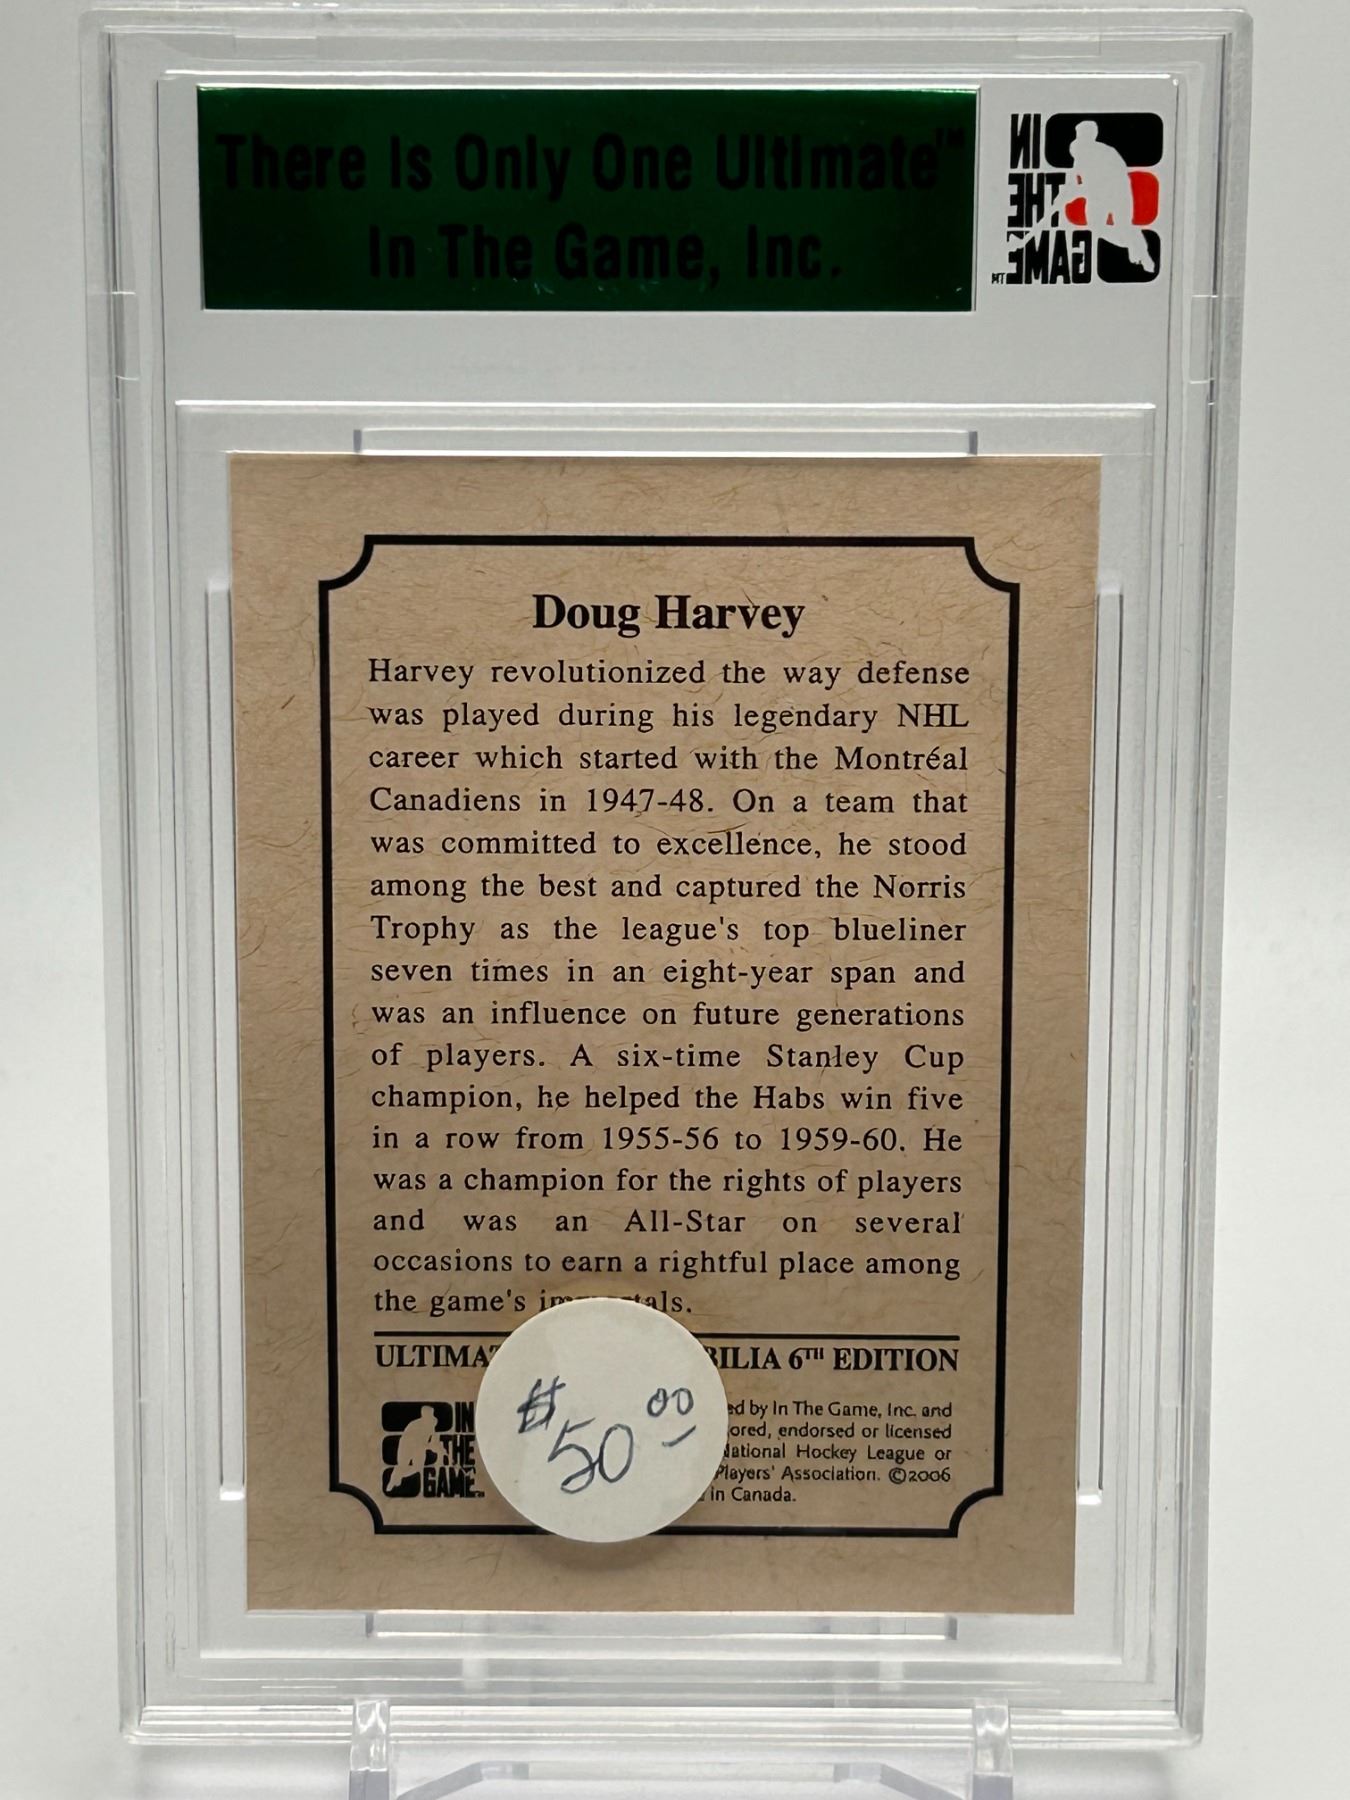 There Is Only One Ultimate™
In The Game, Inc.
IN
THE
GAME™
Doug Harvey
Harvey revolutionized the way defense
was played during his legendary NHL
career which started with the Montréal
Canadiens in 1947-48. On a team that
was committed to excellence, he stood
among the best and captured the Norris
Trophy as the league's top blueliner
seven times in an eight-year span and
was an influence on future generations
of players. A six-time Stanley Cup
champion, he helped the Habs win five
in a row from 1955-56 to 1959-60. He
was a champion for the rights of players
and was an All-Star on several
occasions to earn a rightful place among
the game's
6TH EDITION
IN
THE
GAME
by In The Game, Inc. and
endorsed or licensed
National Hockey League or
Players' Association. ©2006
in Canada.
$50.00